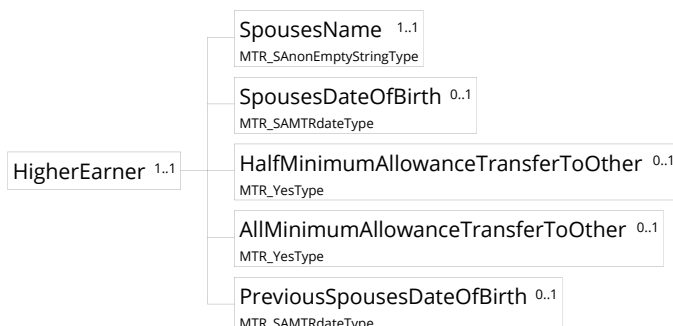 SpousesName 1..1
MTR_SAnonEmptyStringType
SpousesDateOfBirth 0..1
MTR_SAMTRdateType
HigherEarner 1..1
HalfMinimumAllowanceTransferToOther 0..1
MTR_YesType
AllMinimumAllowanceTransferToOther 0..1
MTR_YesType
PreviousSpousesDateOfBirth 0..1
MTR_SAMTRdateType